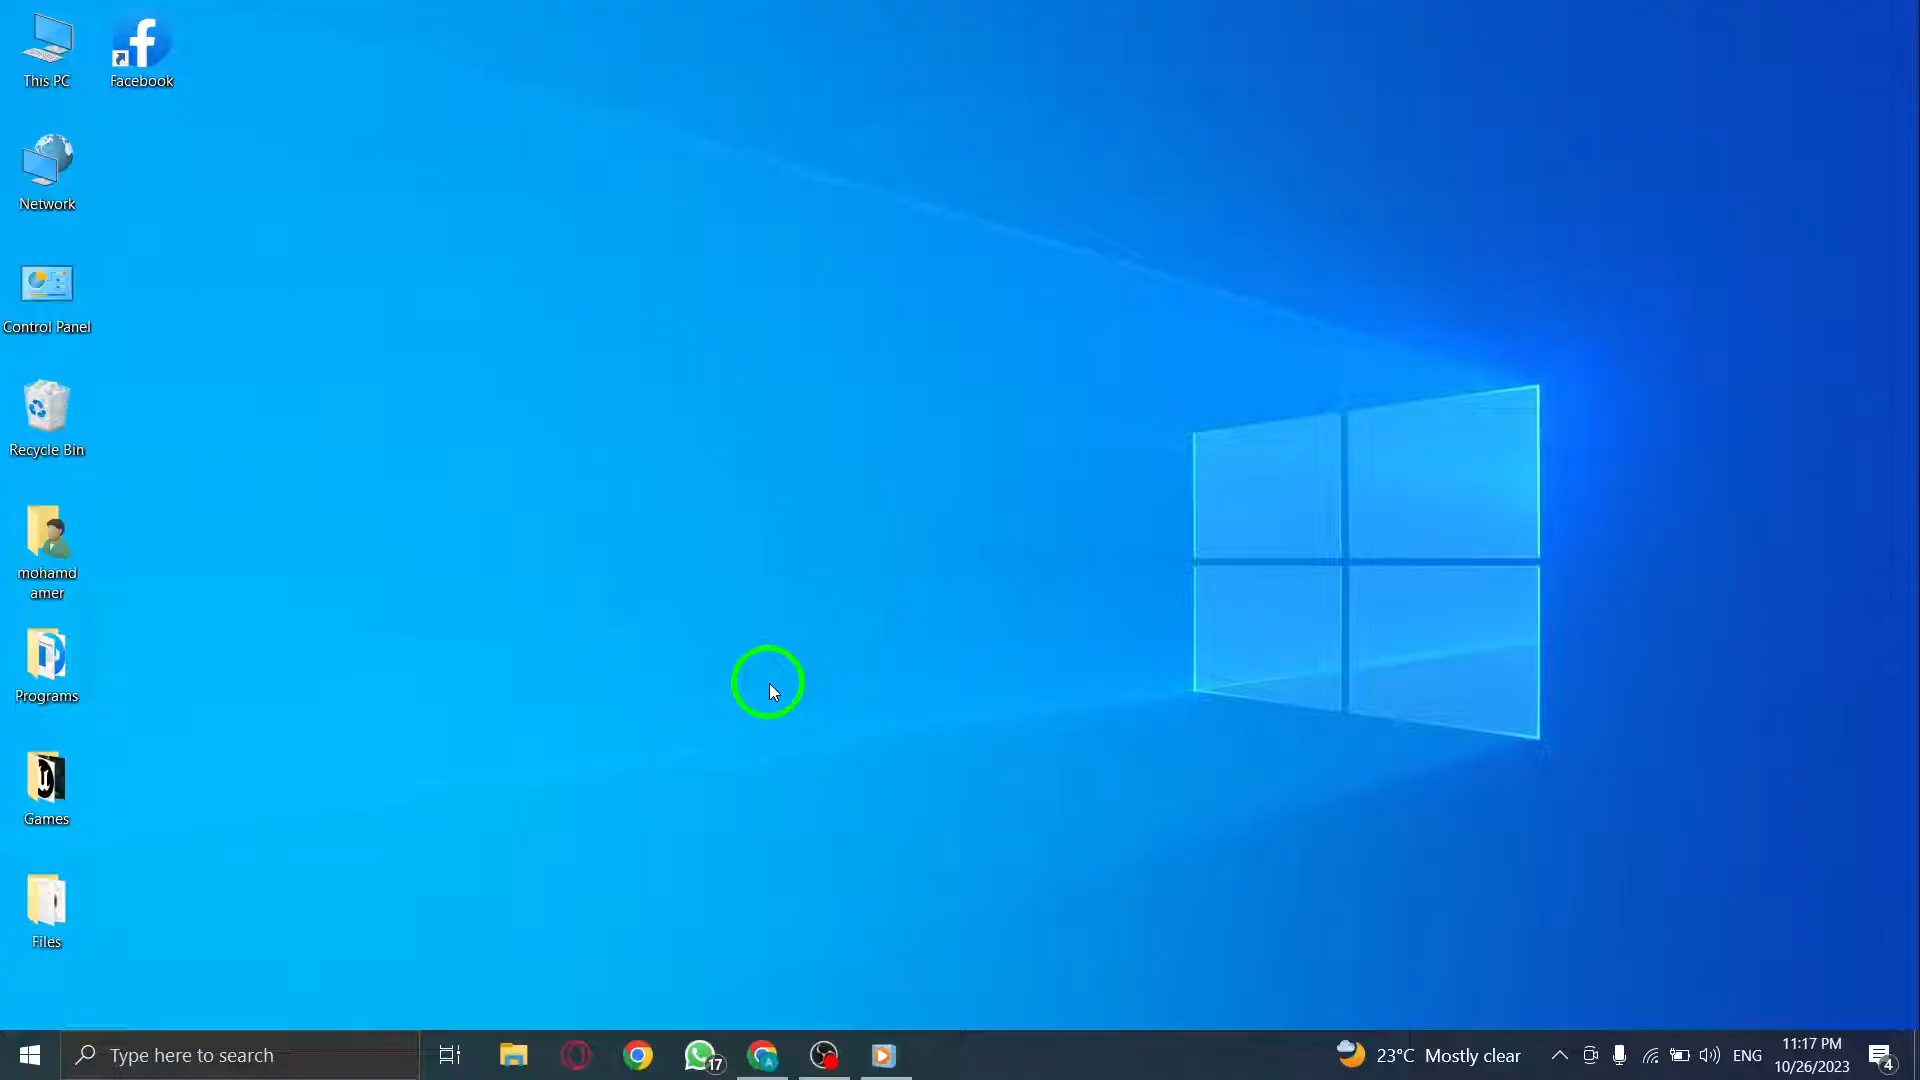 This PC
Facebook
Network
Control Panel
Recycle Bin
mohamd
amer
Programs
Games
Files
Type here to search
17
A
23°C Mostly clear
ENG
11:17 PM
10/26/2023
4